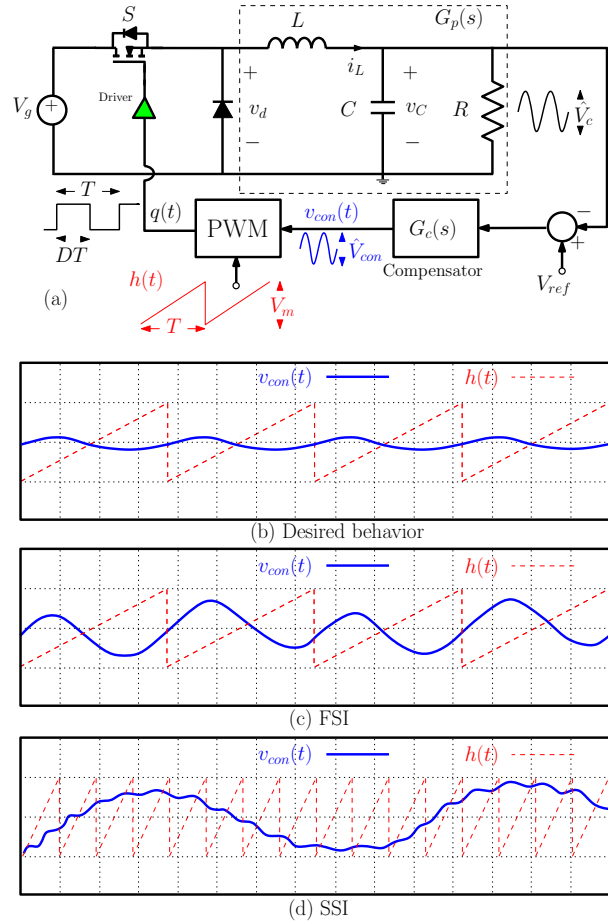 S
L
G_p(s)
i_L
V_g
+
Driver
+
v_d
−
C
+
v_C
−
R
V̂_c
T
q(t)
DT
PWM
v_con(t)
V̂_con
G_c(s)
Compensator
−
+
V_ref
(a)
h(t)
T
V_m
v_con(t)
h(t)
(b) Desired behavior
v_con(t)
h(t)
(c) FSI
v_con(t)
h(t)
(d) SSI